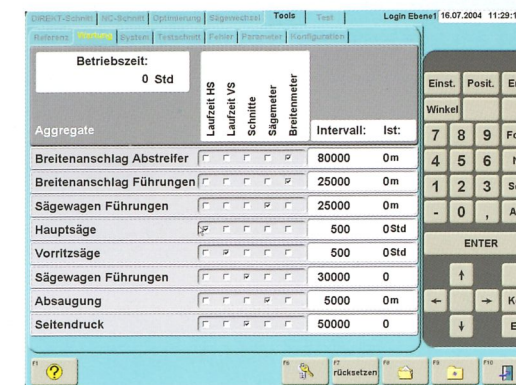 DIREKT-Schnitt NC-Schnitt Optimierung Sägewechsel Tools Test Login Ebene1 16.07.2004 11:29:1
Referenz Wartung System Testschnitt Fehler Parameter Konfiguration
Betriebszeit:
0 Std
Aggregate
Laufzeit HS
Laufzeit VS
Schnitte
Sägemeter
Breitenmeter
Intervall: Ist:
Breitenanschlag Abstreifer 80000 0m
Breitenanschlag Führungen 25000 0m
Sägewagen Führungen 25000 0m
Hauptsäge 500 0Std
Vorritzsäge 500 0Std
Sägewagen Führungen 30000 0
Absaugung 5000 0m
Seitendruck 50000 0
Einst. Posit.
Winkel
7 8 9
4 5 6
1 2 3
- 0 ,
ENTER
F1
F6
F7 rücksetzen
F8
F9
F10